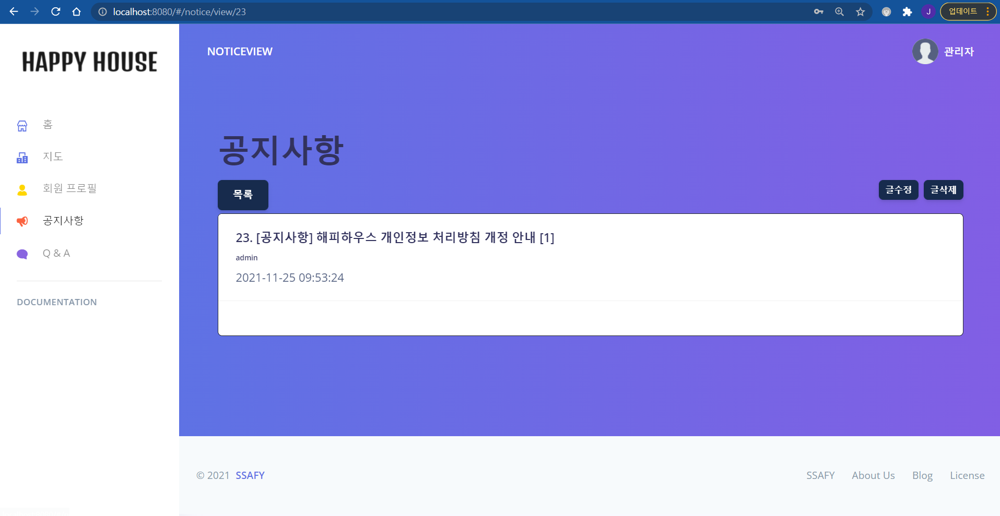 localhost:8080/#/notice/view/23
J
업데이트
HAPPY HOUSE
NOTICEVIEW
관리자
홈
지도
회원 프로필
공지사항
Q & A
DOCUMENTATION
공지사항
목록
글수정
글삭제
23. [공지사항] 해피하우스 개인정보 처리방침 개정 안내 [1]
admin
2021-11-25 09:53:24
© 2021 SSAFY
SSAFY
About Us
Blog
License